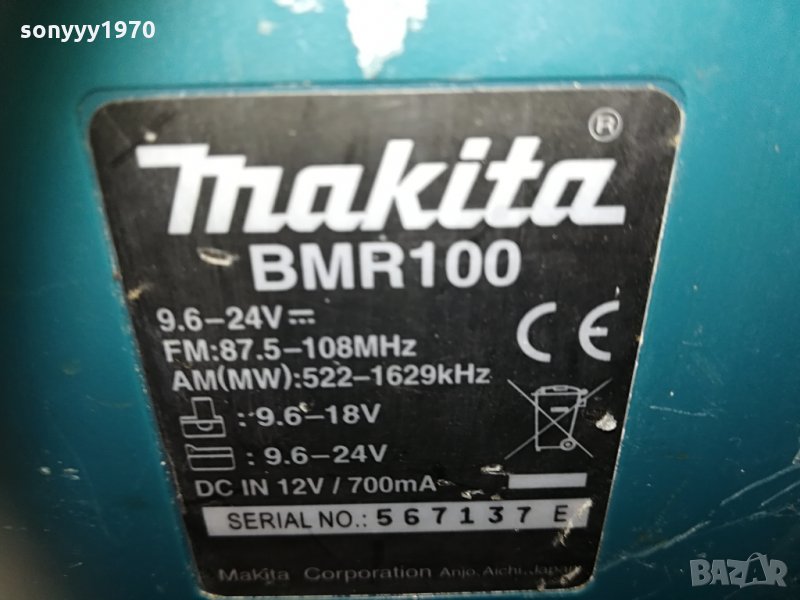 sonyyy1970
makita ®
BMR100
9.6–24V⎓
FM:87.5–108MHz
AM(MW):522–1629kHz
CE
: 9.6–18V
: 9.6–24V
DC IN 12V / 700mA
SERIAL NO.: 567137 E
Makita Corporation Anjo, Aichi, Japan
BAZAR